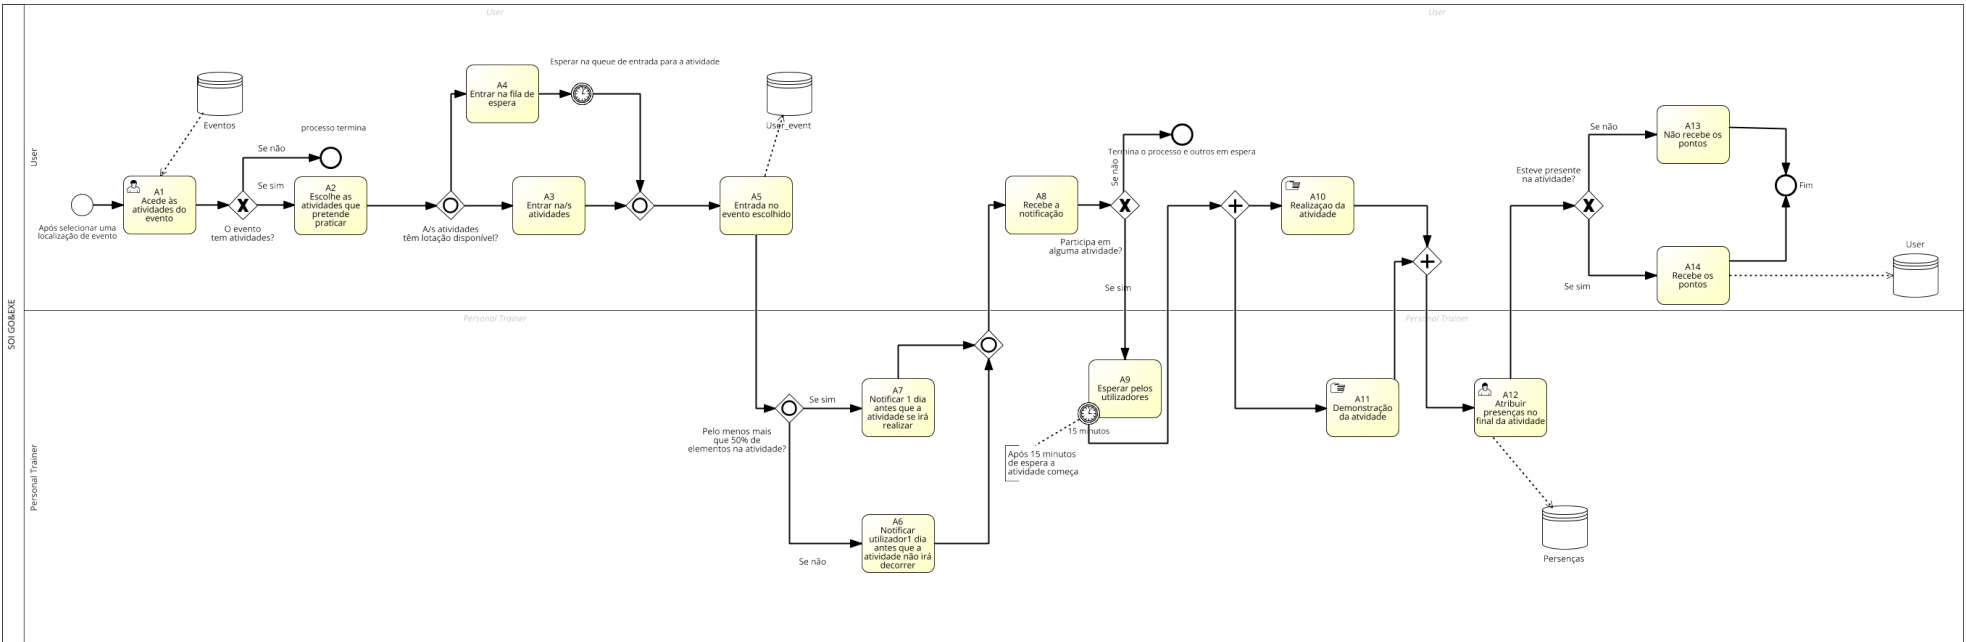 SOI GO&EXE
User
User
User
Eventos
A1
Acede às
atividades do
evento
Após selecionar uma
localização de evento
processo termina
Se não
Se sim
O evento
tem atividades?
A2
Escolhe as
atividades que
pretende
praticar
A/s atividades
têm lotação disponível?
A4
Entrar na fila de
espera
Esperar na queue de entrada para a atividade
A3
Entrar na/s
atividades
User_event
A5
Entrada no
evento escolhido
A8
Recebe a
notificação
Participa em
alguma atividade?
Se não
Termina o processo e outros em espera
Se sim
A10
Realizaçao da
atividade
Esteve presente
na atividade?
Se não
Se sim
A13
Não recebe os
pontos
A14
Recebe os
pontos
Fim
User
Personal Trainer
Personal Trainer
Personal Trainer
Pelo menos mais
que 50% de
elementos na atividade?
Se sim
Se não
A7
Notificar 1 dia
antes que a
atividade se irá
realizar
A6
Notificar
utilizador1 dia
antes que a
atividade não irá
decorrer
A9
Esperar pelos
utilizadores
15 minutos
Após 15 minutos
de espera a
atividade começa
A11
Demonstração
da atvidade
A12
Atribuir
presenças no
final da atividade
Persenças